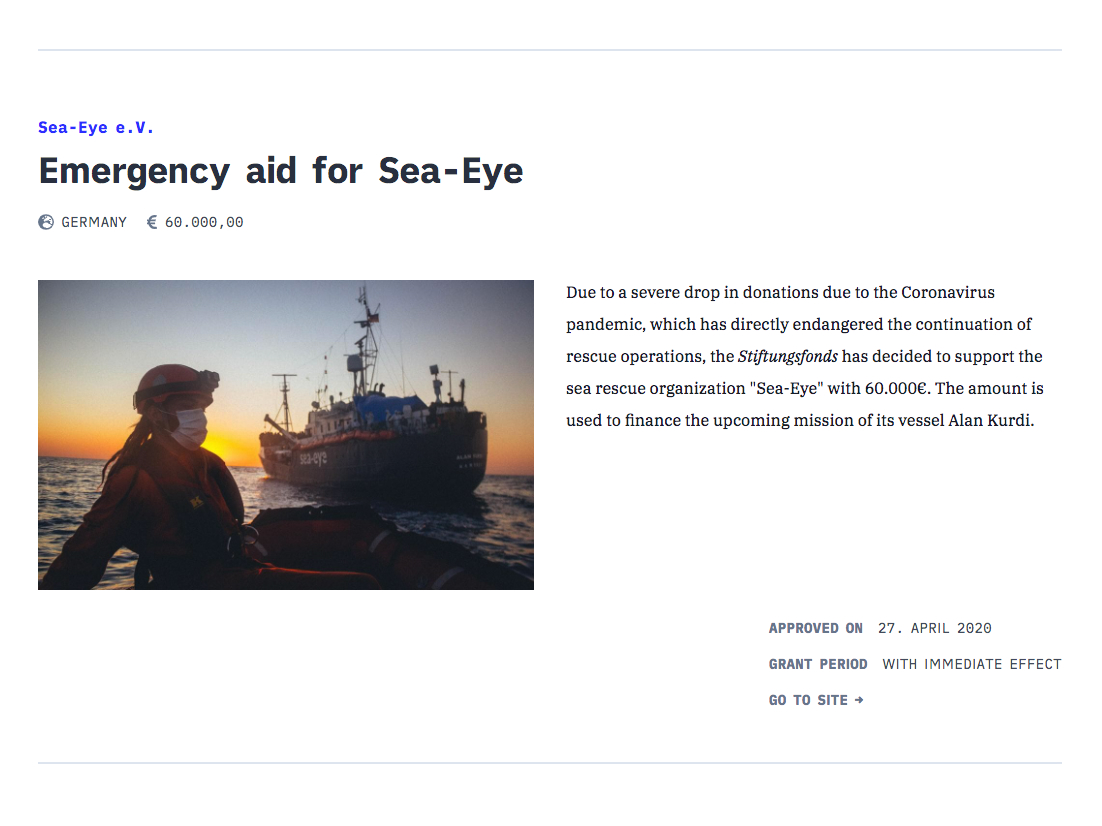 Sea-Eye e.V.
Emergency aid for Sea-Eye
GERMANY € 60.000,00
Due to a severe drop in donations due to the Coronavirus
pandemic, which has directly endangered the continuation of
rescue operations, the Stiftungsfonds has decided to support the
sea rescue organization "Sea-Eye" with 60.000€. The amount is
used to finance the upcoming mission of its vessel Alan Kurdi.
sea-eye
APPROVED ON 27. APRIL 2020
GRANT PERIOD WITH IMMEDIATE EFFECT
GO TO SITE →